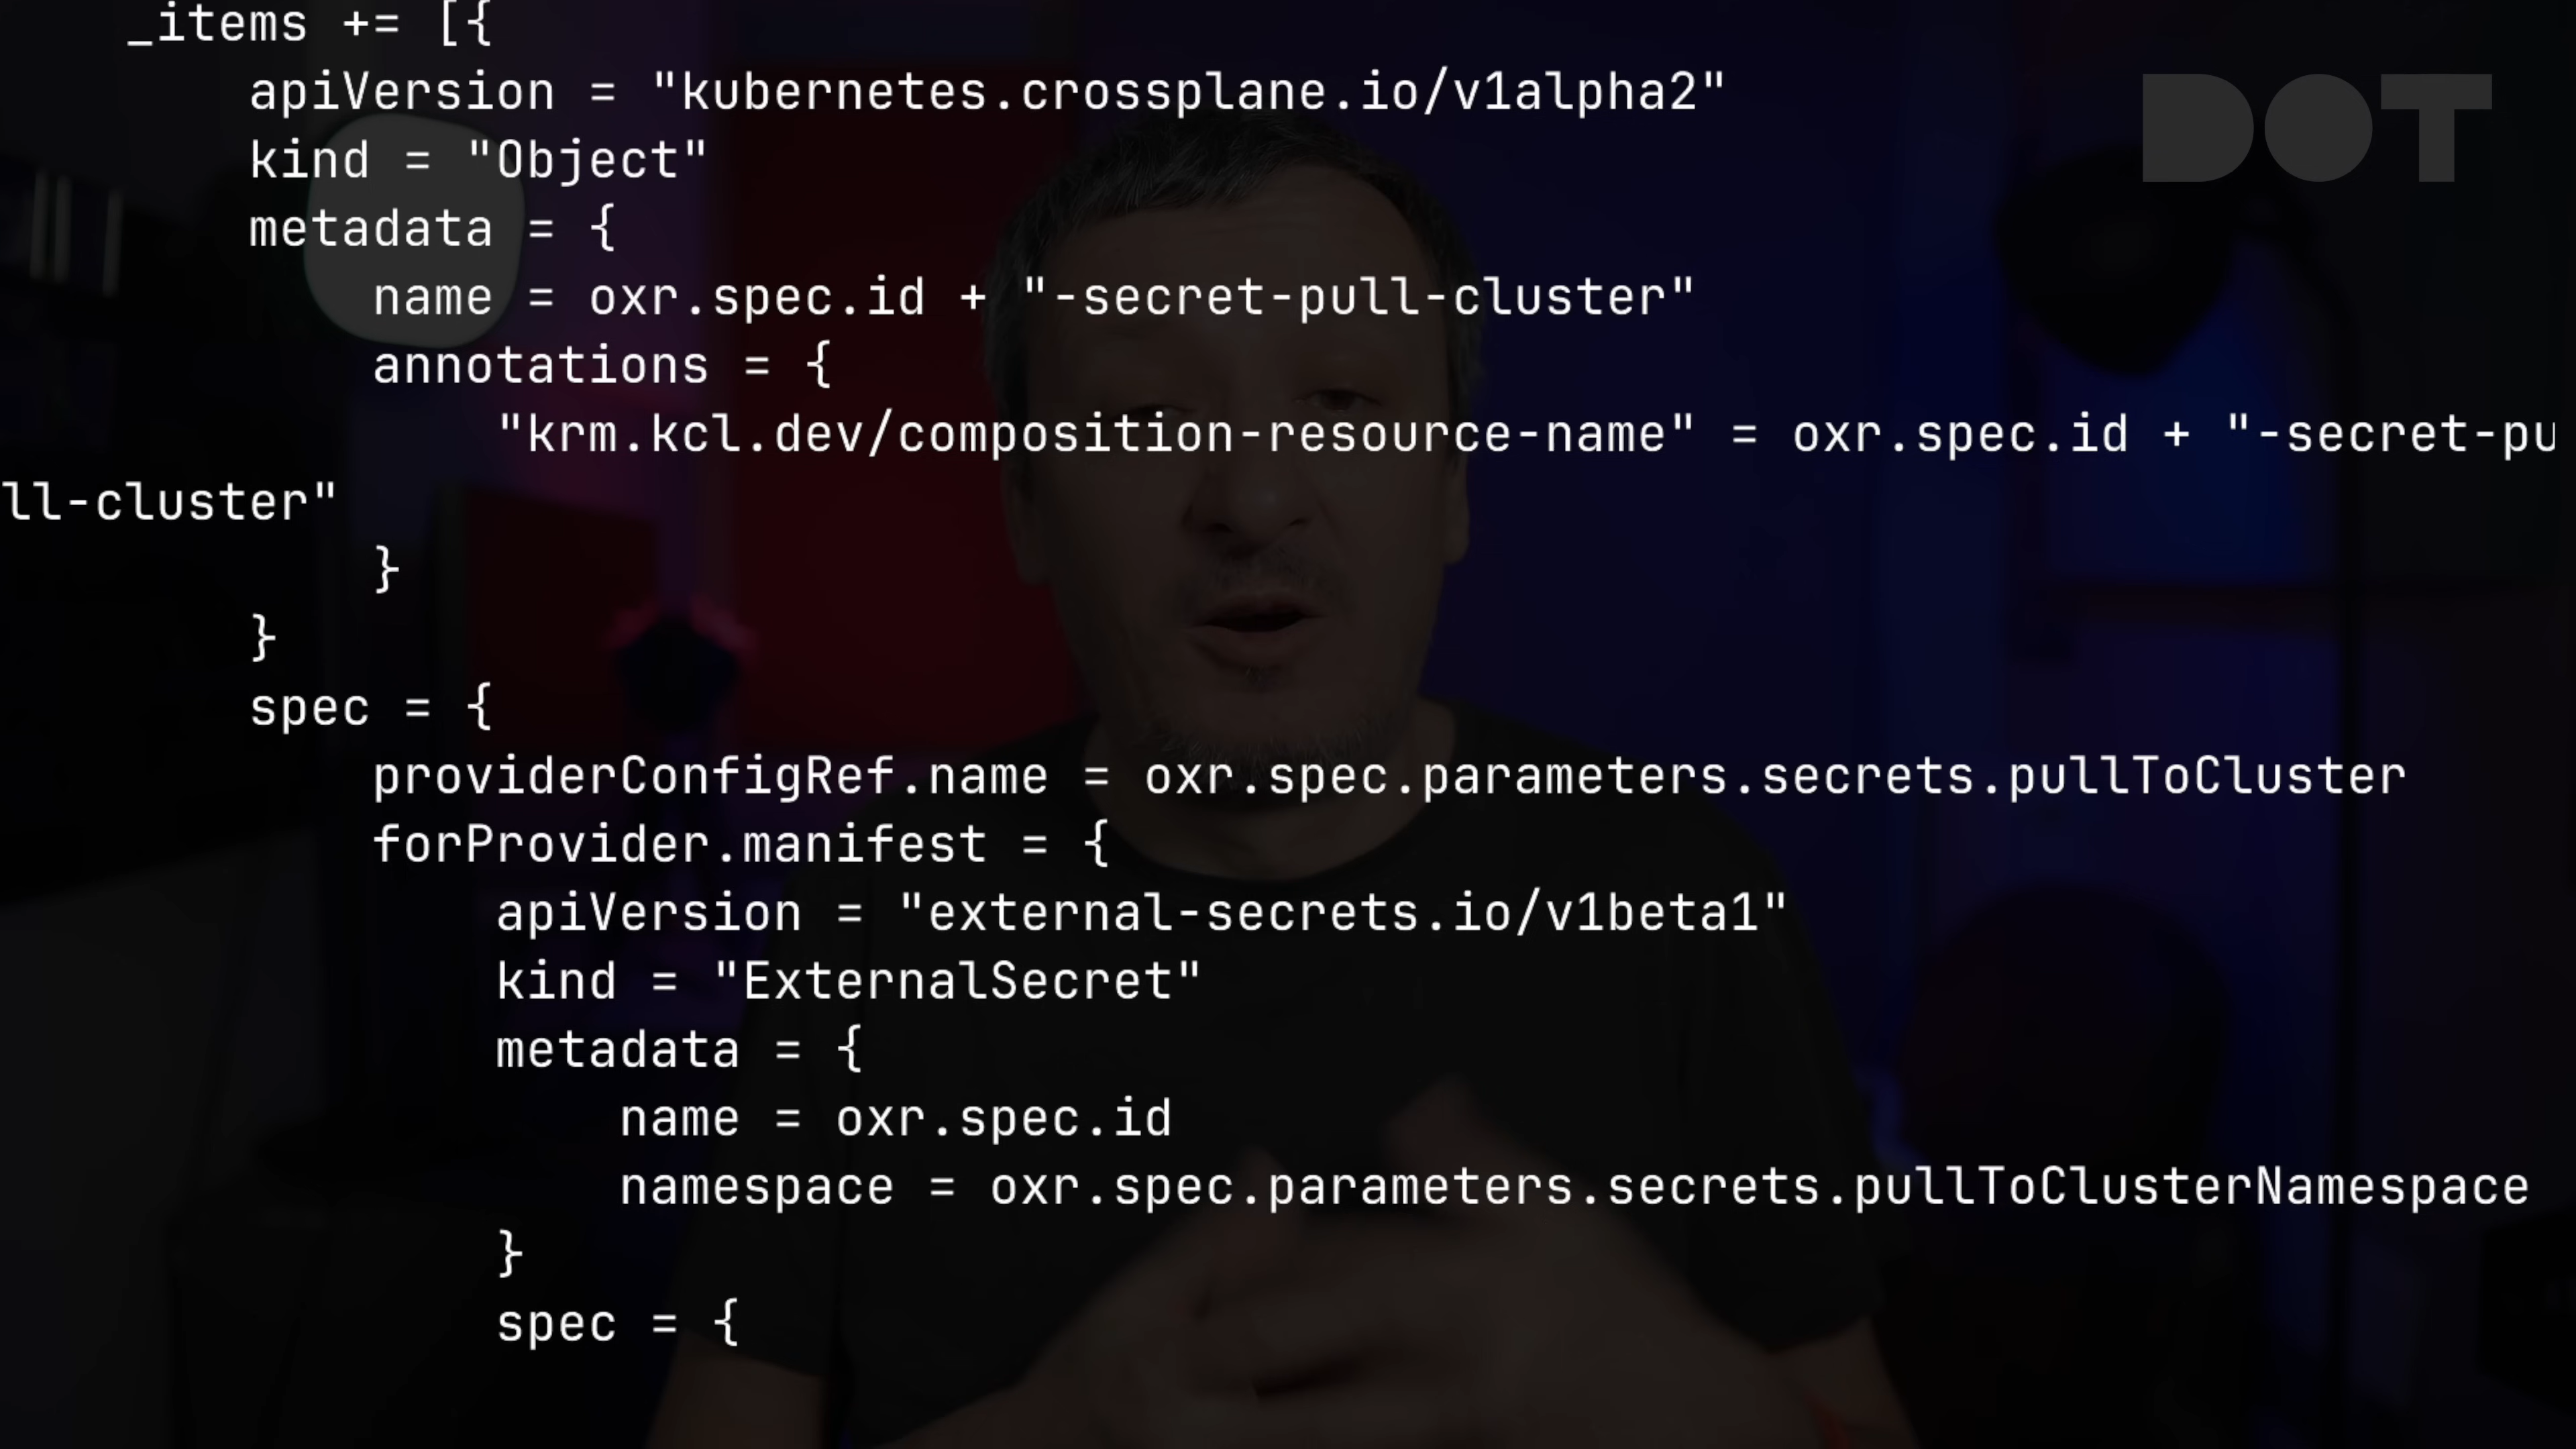 _items += [{
apiVersion = "kubernetes.crossplane.io/v1alpha2"
kind = "Object"
metadata = {
name = oxr.spec.id + "-secret-pull-cluster"
annotations = {
"krm.kcl.dev/composition-resource-name" = oxr.spec.id + "-secret-pu
ll-cluster"
}
}
spec = {
providerConfigRef.name = oxr.spec.parameters.secrets.pullToCluster
forProvider.manifest = {
apiVersion = "external-secrets.io/v1beta1"
kind = "ExternalSecret"
metadata = {
name = oxr.spec.id
namespace = oxr.spec.parameters.secrets.pullToClusterNamespace
}
spec = {
DOT